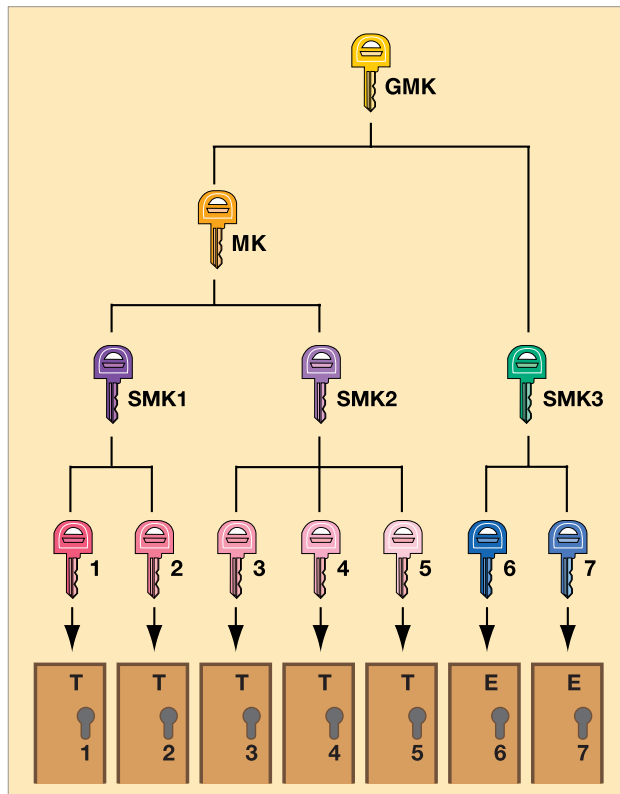 GMK
MK
SMK1 SMK2 SMK3
1 2 3 4 5 6 7
T T T T T E E
1 2 3 4 5 6 7